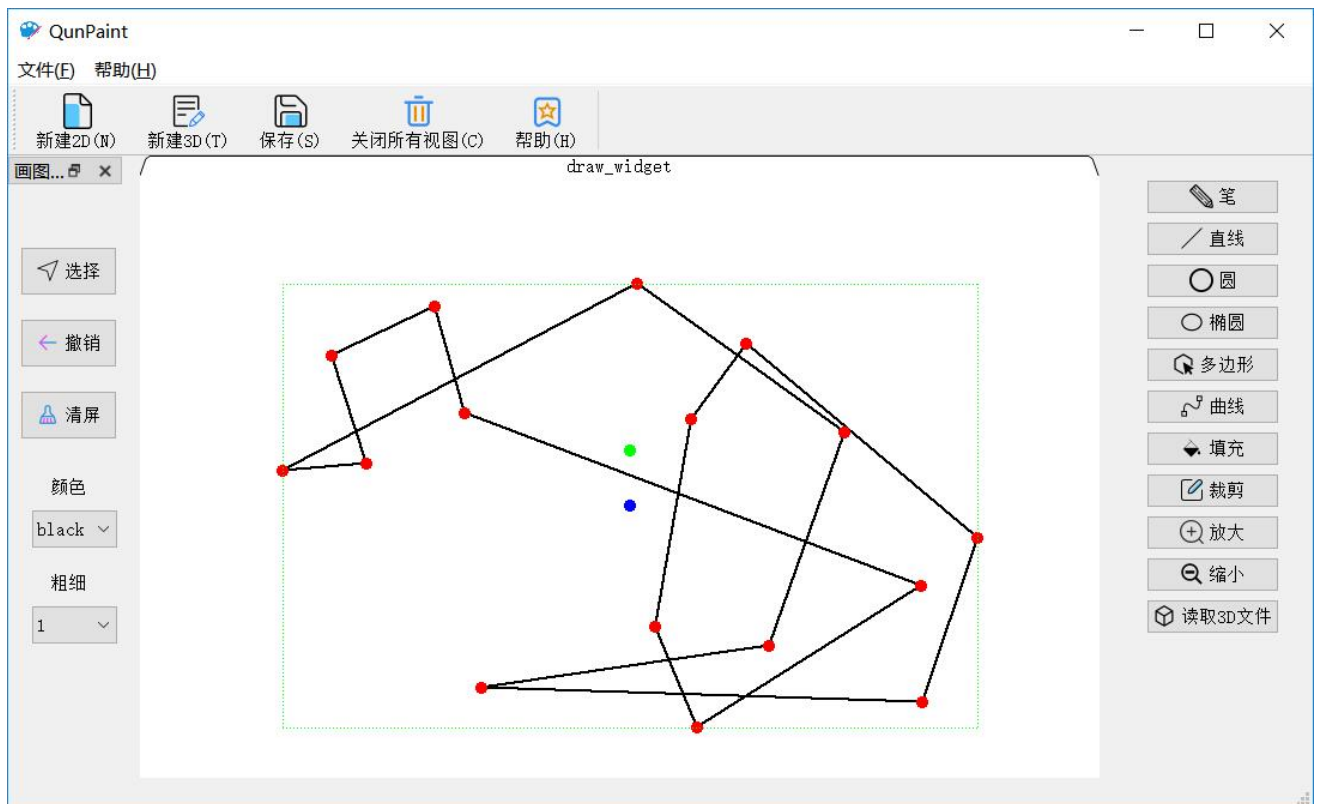 QunPaint
文件(F) 帮助(H)
新建2D(N) 新建3D(T) 保存(S) 关闭所有视图(C) 帮助(H)
画图...
draw_widget
选择
撤销
清屏
颜色
black
粗细
1
笔
直线
圆
椭圆
多边形
曲线
填充
裁剪
放大
缩小
读取3D文件